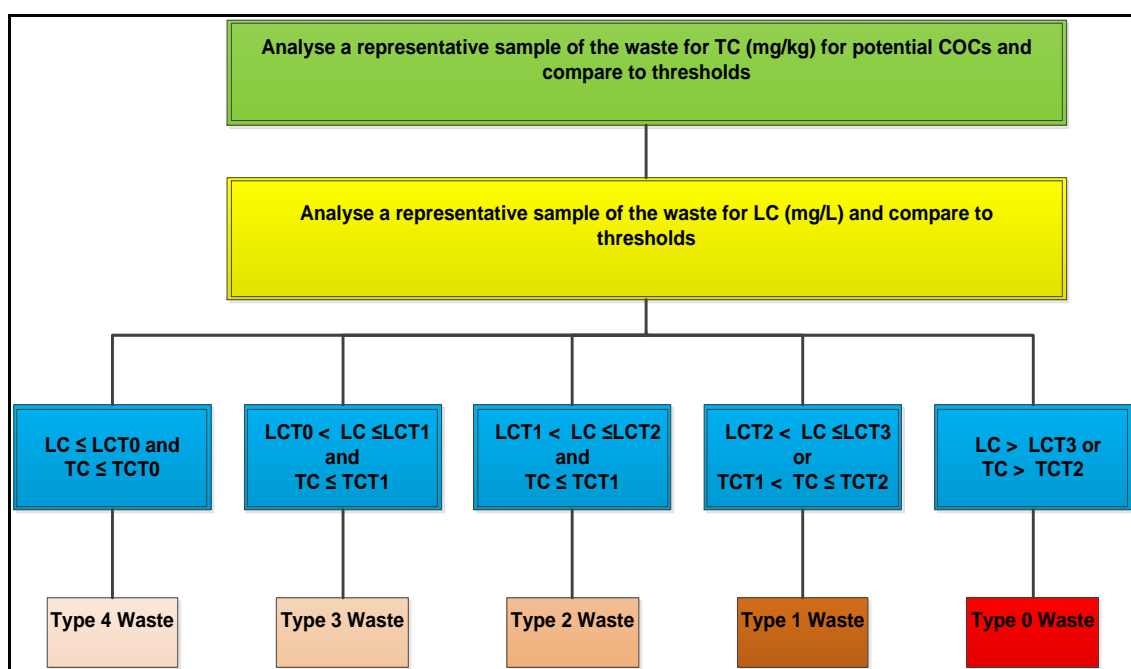 Analyse a representative sample of the waste for TC (mg/kg) for potential COCs and
compare to thresholds
Analyse a representative sample of the waste for LC (mg/L) and compare to
thresholds
LC ≤ LCT0 and
TC ≤ TCT0
LCT0 < LC ≤LCT1
and
TC ≤ TCT1
LCT1 < LC ≤LCT2
and
TC ≤ TCT1
LCT2 < LC ≤LCT3
or
TCT1 < TC ≤ TCT2
LC > LCT3 or
TC > TCT2
Type 4 Waste
Type 3 Waste
Type 2 Waste
Type 1 Waste
Type 0 Waste